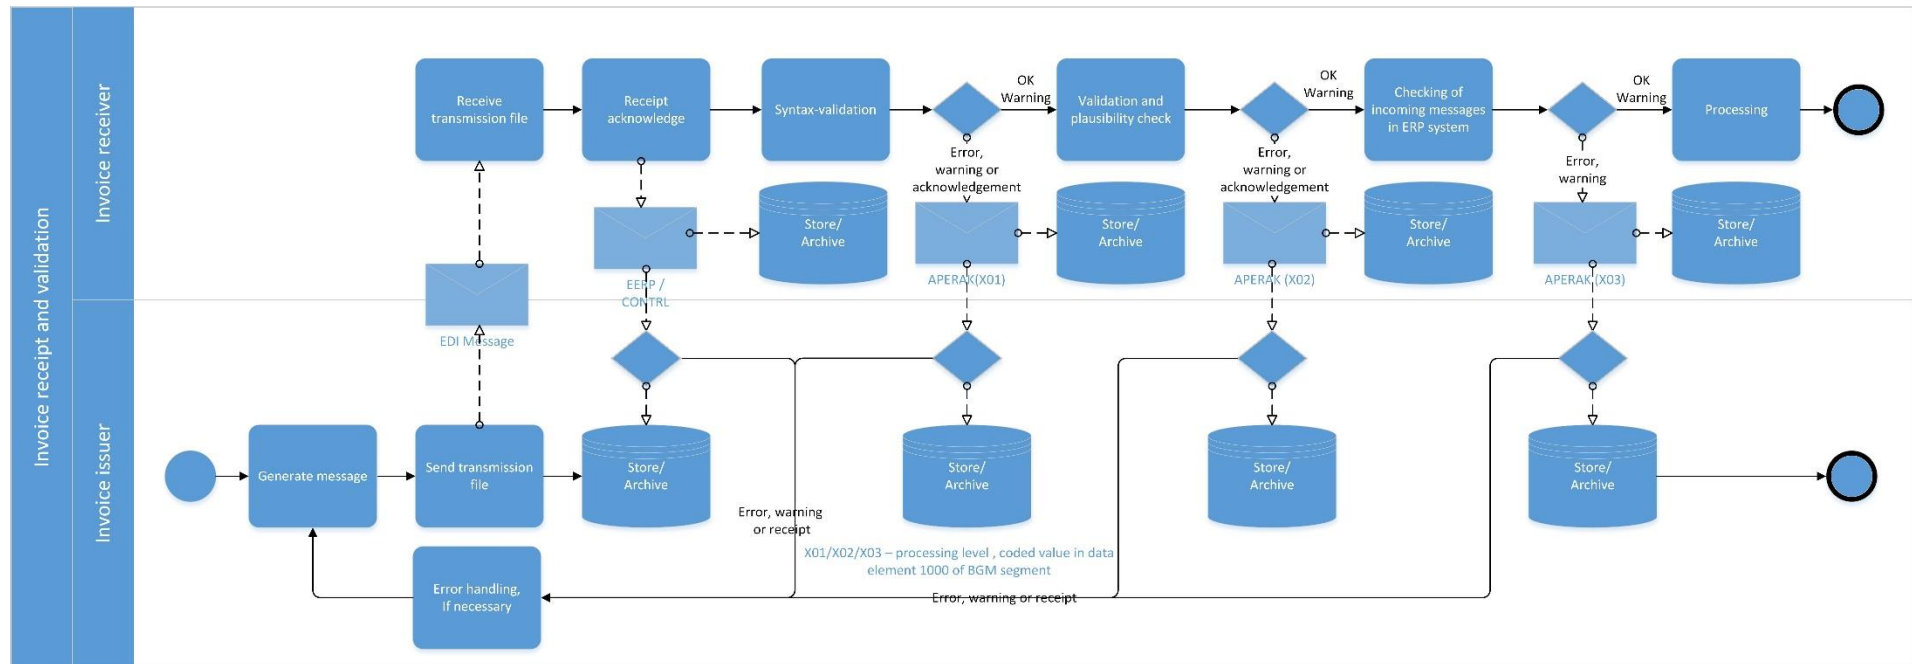 Invoice receipt and validation
Invoice receiver
Receive
transmission file
Receipt
acknowledge
Syntax-validation
OK
Warning
Validation and
plausibility check
OK
Warning
Checking of
incoming messages
in ERP system
OK
Warning
Processing
Error,
warning or
acknowledgement
Error,
warning or
acknowledgement
Error,
warning
Store/
Archive
Store/
Archive
Store/
Archive
Store/
Archive
EERP /
CONTRL
APERAK(X01)
APERAK (X02)
APERAK (X03)
EDI Message
Invoice issuer
Generate message
Send transmission
file
Store/
Archive
Store/
Archive
Store/
Archive
Store/
Archive
Error, warning
or receipt
X01/X02/X03 – processing level , coded value in data
element 1000 of BGM segment
Error handling,
If necessary
Error, warning or receipt